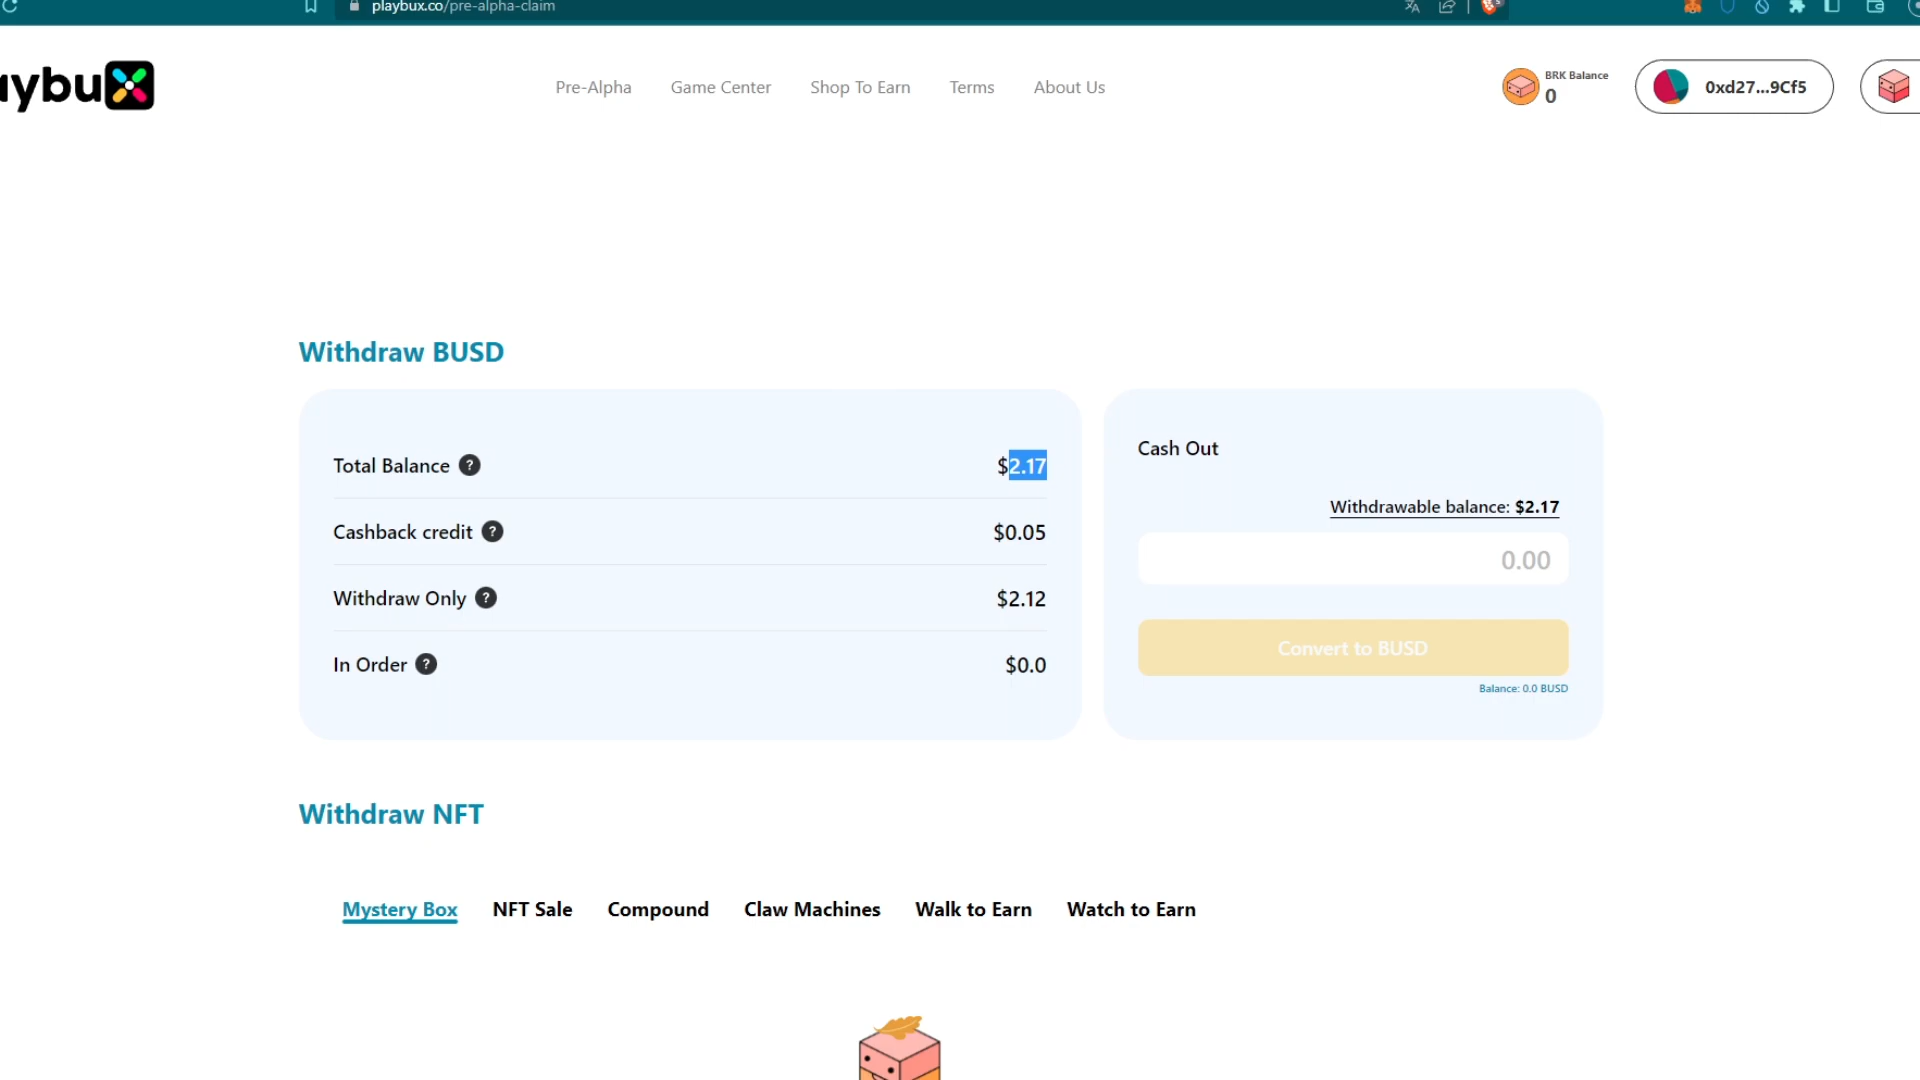 playbux.co/pre-alpha-claim
aybux
Pre-Alpha Game Center Shop To Earn Terms About Us
BRK Balance
0
0xd27...9Cf5
Withdraw BUSD
Total Balance ? $2.17
Cashback credit ? $0.05
Withdraw Only ? $2.12
In Order ? $0.0
Cash Out
Withdrawable balance: $2.17
0.00
Convert to BUSD
Balance: 0.0 BUSD
Withdraw NFT
Mystery Box NFT Sale Compound Claw Machines Walk to Earn Watch to Earn